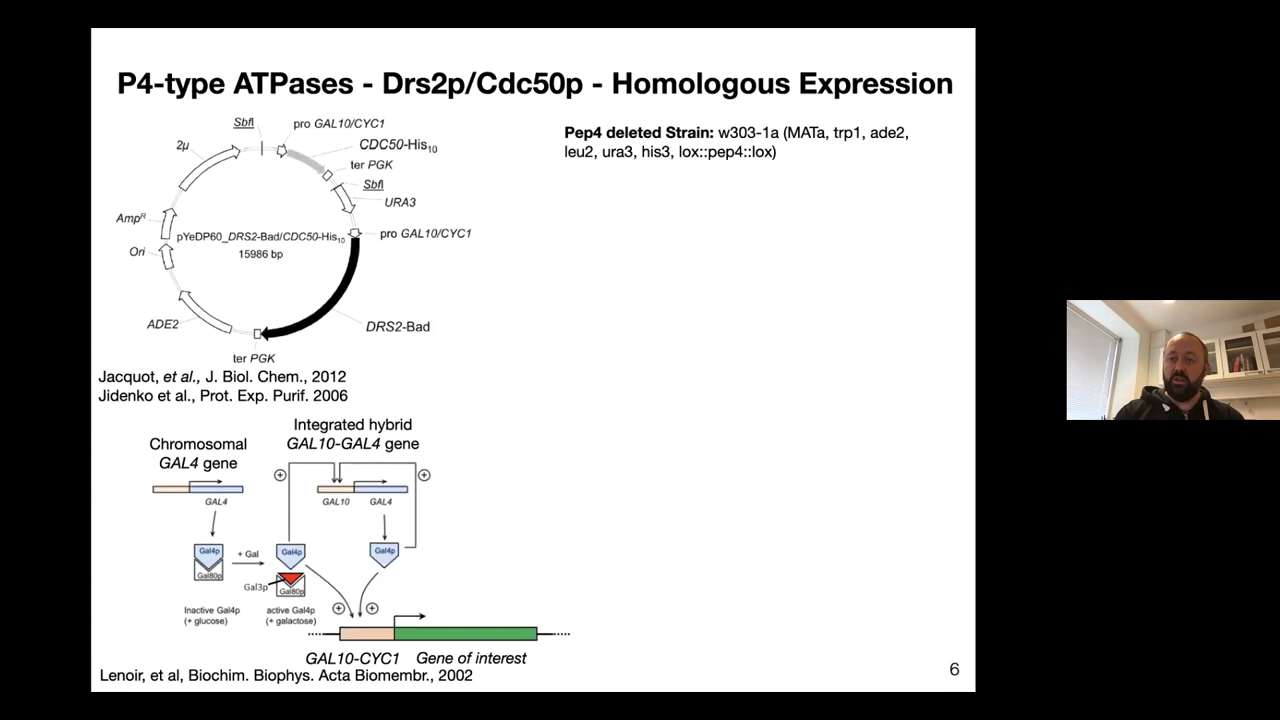 P4-type ATPases - Drs2p/Cdc50p - Homologous Expression
SbfI
pro GAL10/CYC1
2µ
CDC50-His10
ter PGK
SbfI
URA3
AmpR
pYeDP60_DRS2-Bad/CDC50-His10
pro GAL10/CYC1
Ori
15986 bp
ADE2
DRS2-Bad
ter PGK
Jacquot, et al., J. Biol. Chem., 2012
Jidenko et al., Prot. Exp. Purif. 2006
Pep4 deleted Strain: w303-1a (MATa, trp1, ade2,
leu2, ura3, his3, lox::pep4::lox)
Chromosomal
GAL4 gene
Integrated hybrid
GAL10-GAL4 gene
GAL4
GAL10
GAL4
Gal4p
Gal80p
+ Gal
Gal4p
Gal3p
Gal80p
Gal4p
Inactive Gal4p
(+ glucose)
active Gal4p
(+ galactose)
GAL10-CYC1
Gene of interest
Lenoir, et al, Biochim. Biophys. Acta Biomembr., 2002
6